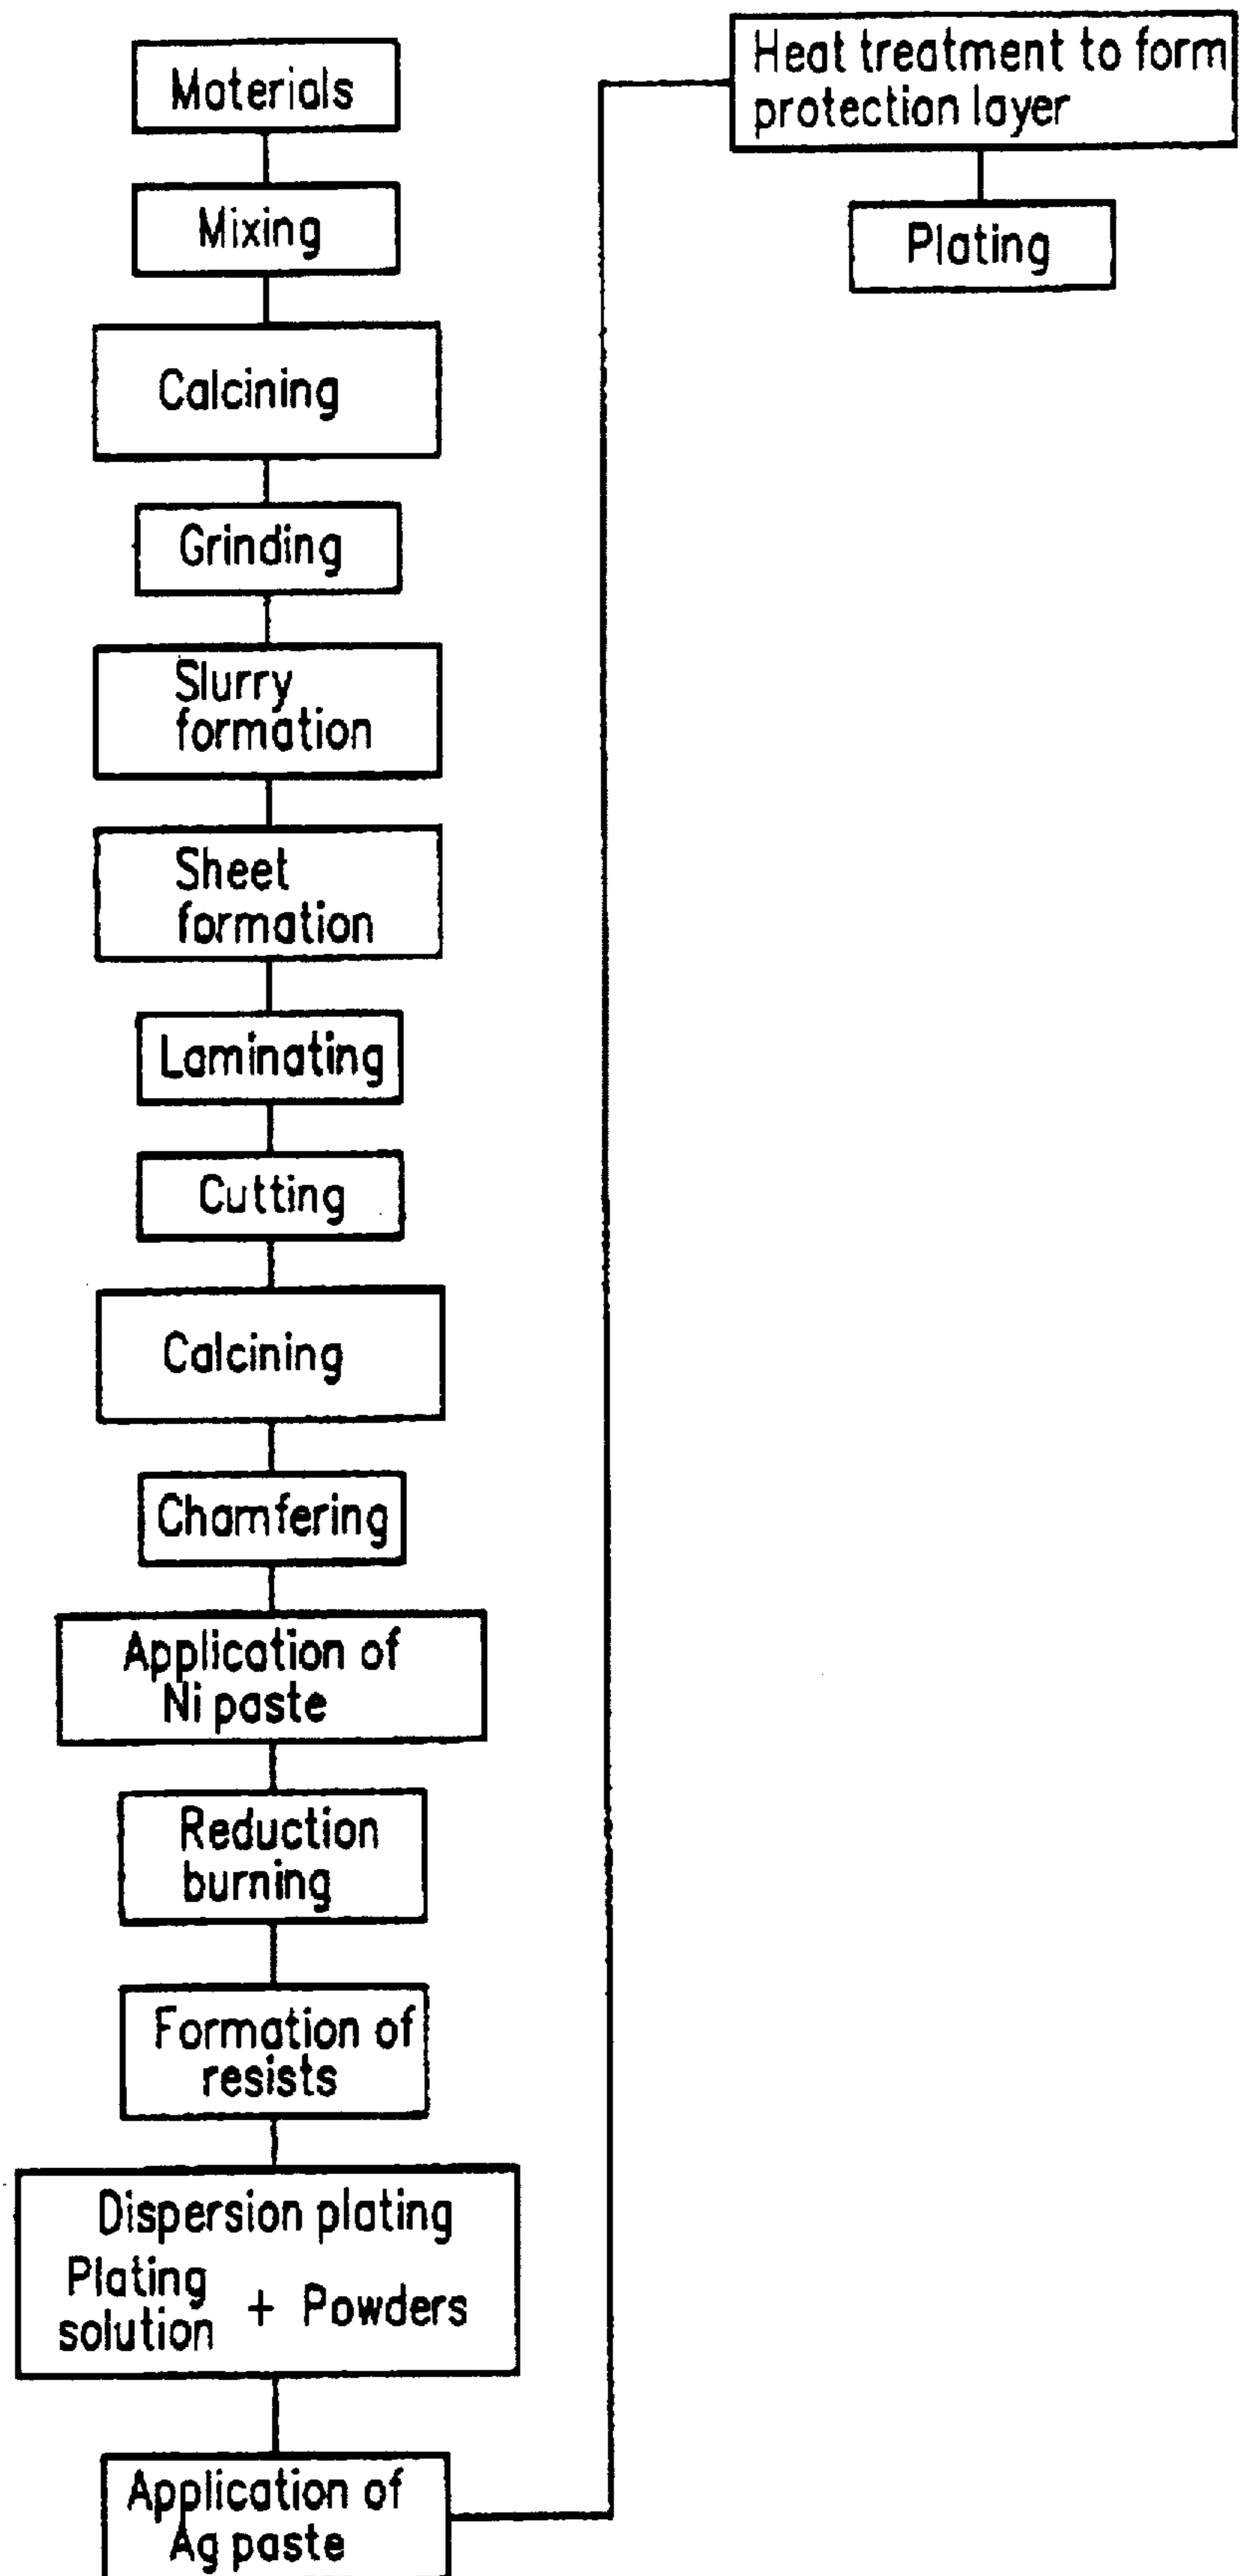 Materials
Mixing
Calcining
Grinding
Slurry
formation
Sheet
formation
Laminating
Cutting
Calcining
Chamfering
Application of
Ni paste
Reduction
burning
Formation of
resists
Dispersion plating
Plating
solution + Powders
Application of
Ag paste
Heat treatment to form
protection layer
Plating